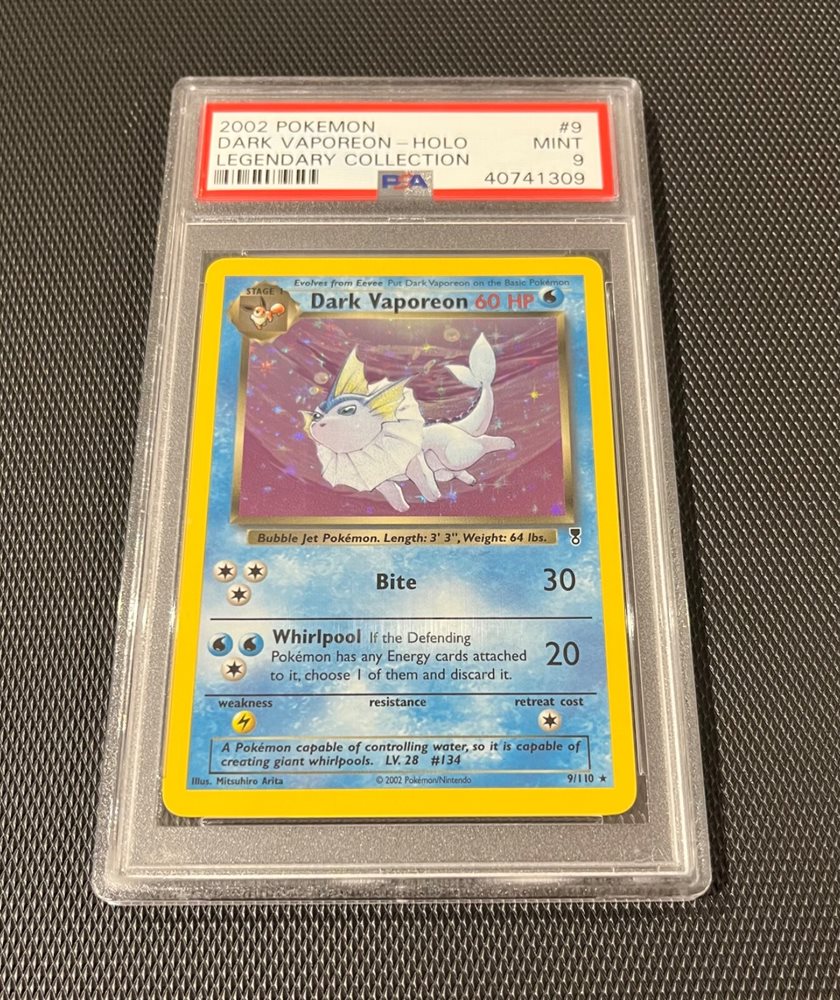 2002 POKEMON #9
DARK VAPOREON - HOLO MINT
LEGENDARY COLLECTION 9
PSA 40741309
Evolves from Eevee Put Dark Vaporeon on the Basic Pokémon
STAGE 1
Dark Vaporeon 60 HP
Bubble Jet Pokémon. Length: 3' 3", Weight: 64 lbs.
Bite 30
Whirlpool If the Defending
Pokémon has any Energy cards attached 20
to it, choose 1 of them and discard it.
weakness resistance retreat cost
A Pokémon capable of controlling water, so it is capable of
creating giant whirlpools. LV. 28 #134
Illus. Mitsuhiro Arita © 2002 Pokémon/Nintendo 9/110 ★